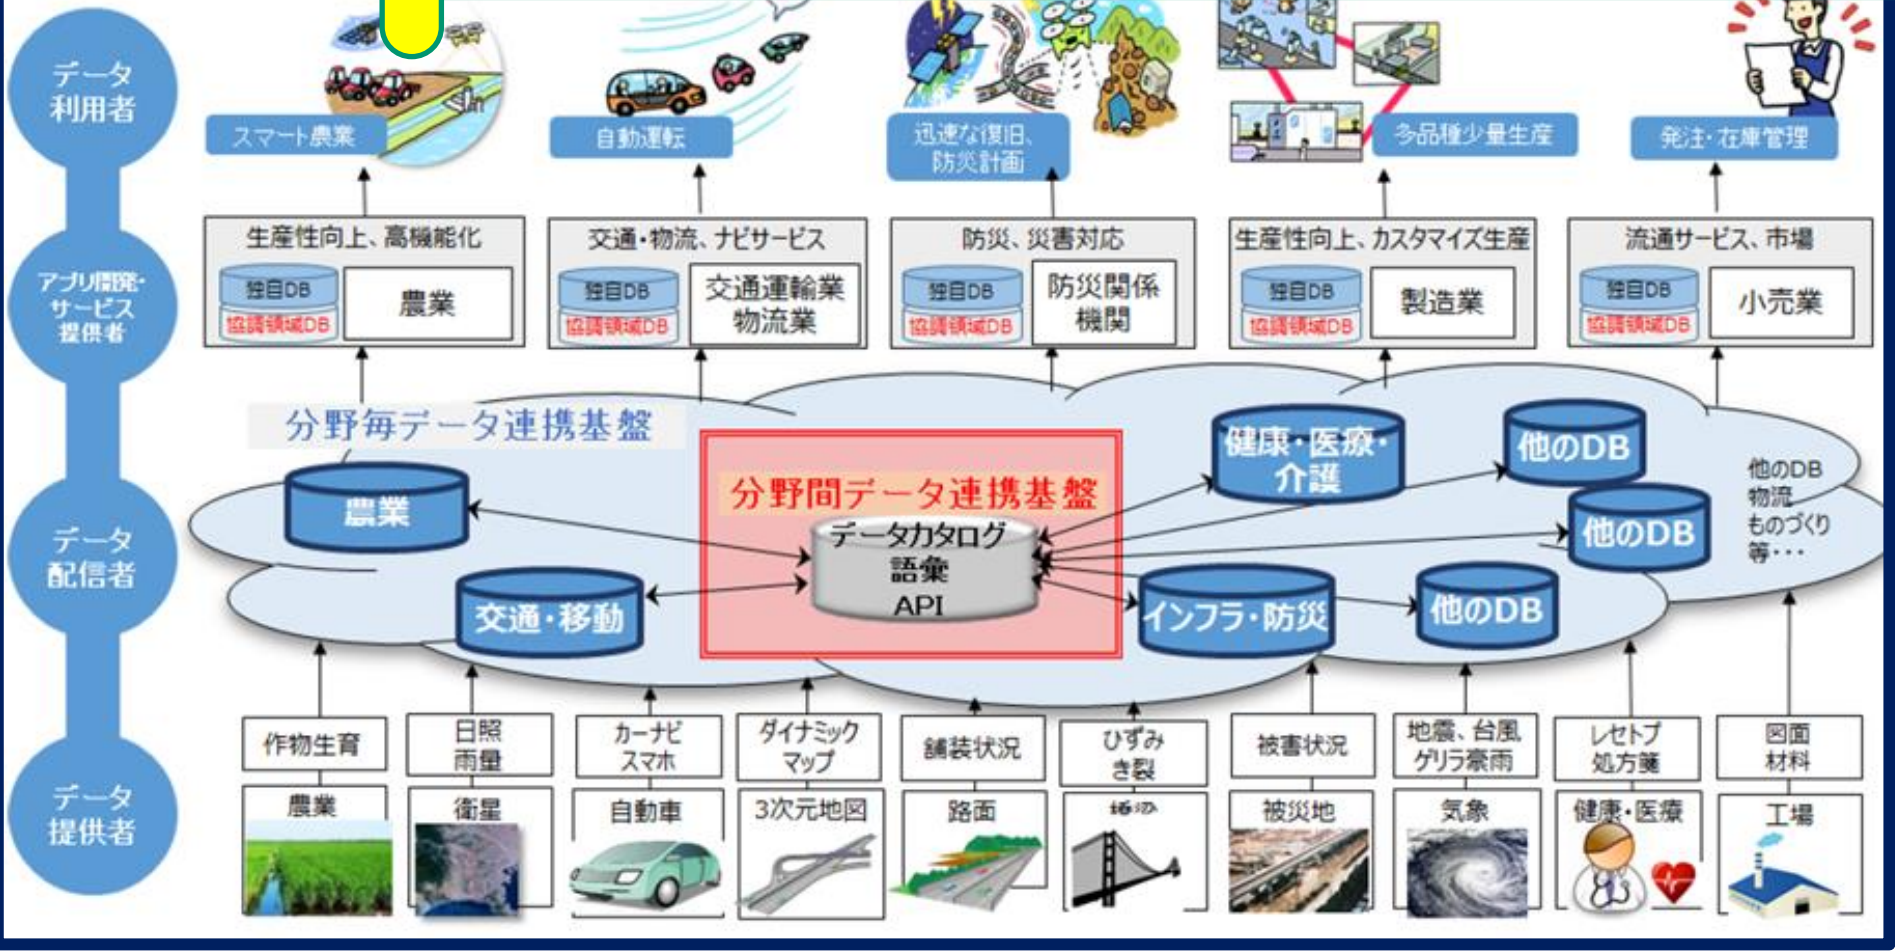 データ
利用者
スマート農業
自動運転
迅速な復旧、
防災計画
多品種少量生産
発注・在庫管理
アプリ開発・
サービス
提供者
生産性向上、高機能化
独自DB
協調領域DB
農業
交通・物流、ナビサービス
独自DB
協調領域DB
交通運輸業
物流業
防災、災害対応
独自DB
協調領域DB
防災関係
機関
生産性向上、カスタマイズ生産
独自DB
協調領域DB
製造業
流通サービス、市場
独自DB
協調領域DB
小売業
データ
配信者
分野毎データ連携基盤
農業
交通・移動
分野間データ連携基盤
データカタログ
語彙
API
健康・医療・
介護
他のDB
他のDB
インフラ・防災
他のDB
他のDB
物流
ものづくり
等・・・
データ
提供者
作物生育
日照
雨量
カーナビ
スマホ
ダイナミック
マップ
舗装状況
ひずみ
き裂
被害状況
地震、台風
ゲリラ豪雨
レセトプ
処方箋
図面
材料
農業
衛星
自動車
3次元地図
路面
被災地
気象
健康・医療
工場